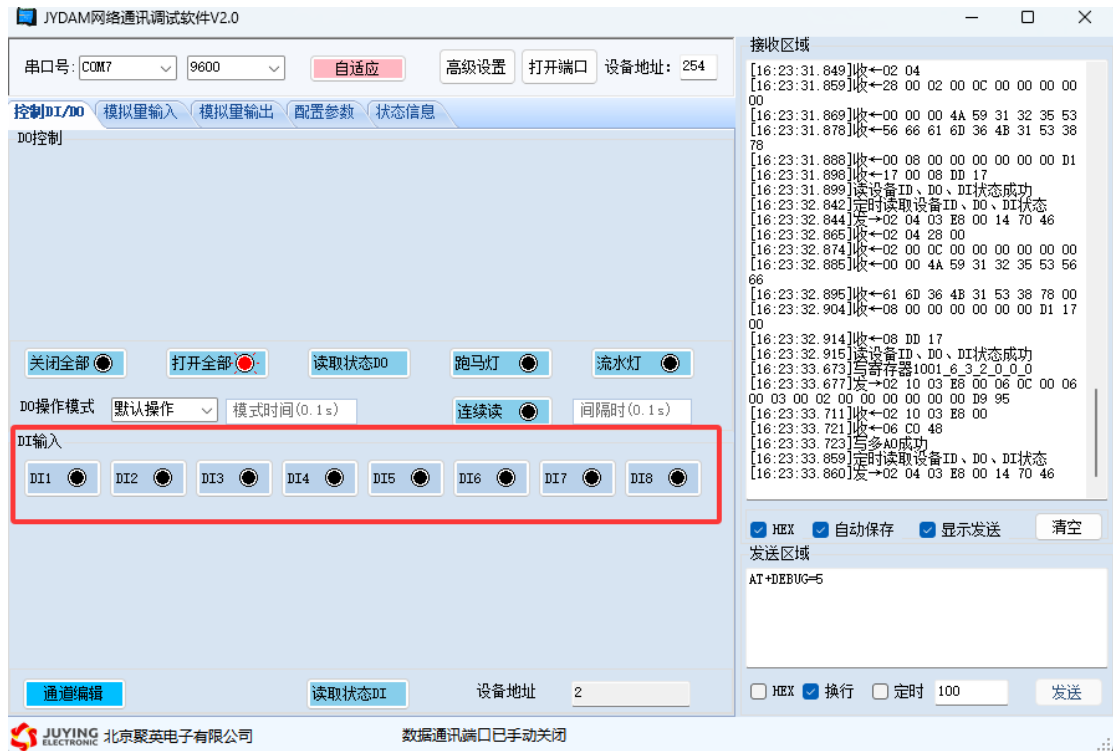 JYDAM网络通讯调试软件V2.0
串口号: COM7 9600 自适应 高级设置 打开端口 设备地址: 254
控制DI/DO 模拟量输入 模拟量输出 配置参数 状态信息
DO控制
关闭全部 打开全部 读取状态DO 跑马灯 流水灯
DO操作模式 默认操作 模式时间(0.1s) 连续读 间隔时(0.1s)
DI输入
DI1 DI2 DI3 DI4 DI5 DI6 DI7 DI8
通道编辑 读取状态DI 设备地址 2
接收区域
[16:23:31.849]收←02 04
[16:23:31.859]收←28 00 02 00 0C 00 00 00 00
00
[16:23:31.869]收←00 00 00 4A 59 31 32 35 53
[16:23:31.878]收←56 66 61 6D 36 4B 31 53 38
78
[16:23:31.888]收←00 08 00 00 00 00 00 00 D1
[16:23:31.898]收←17 00 08 DD 17
[16:23:31.899]读设备ID、DO、DI状态成功
[16:23:32.842]定时读取设备ID、DO、DI状态
[16:23:32.844]发→02 04 03 E8 00 14 70 46
[16:23:32.865]收←02 04 28 00
[16:23:32.874]收←02 00 0C 00 00 00 00 00 00
[16:23:32.885]收←00 00 4A 59 31 32 35 53 56
66
[16:23:32.895]收←61 6D 36 4B 31 53 38 78 00
[16:23:32.904]收←08 00 00 00 00 00 00 D1 17
00
[16:23:32.914]收←08 DD 17
[16:23:32.915]读设备ID、DO、DI状态成功
[16:23:33.673]写寄存器1001_6_3_2_0_0_0
[16:23:33.677]发→02 10 03 E8 00 06 0C 00 06
00 03 00 02 00 00 00 00 00 00 D9 95
[16:23:33.711]收←02 10 03 E8 00
[16:23:33.721]收←06 C0 48
[16:23:33.723]写多AO成功
[16:23:33.859]定时读取设备ID、DO、DI状态
[16:23:33.860]发→02 04 03 E8 00 14 70 46
HEX 自动保存 显示发送 清空
发送区域
AT+DEBUG=5
HEX 换行 定时 100 发送
JUYING ELECTRONIC 北京聚英电子有限公司 数据通讯端口已手动关闭